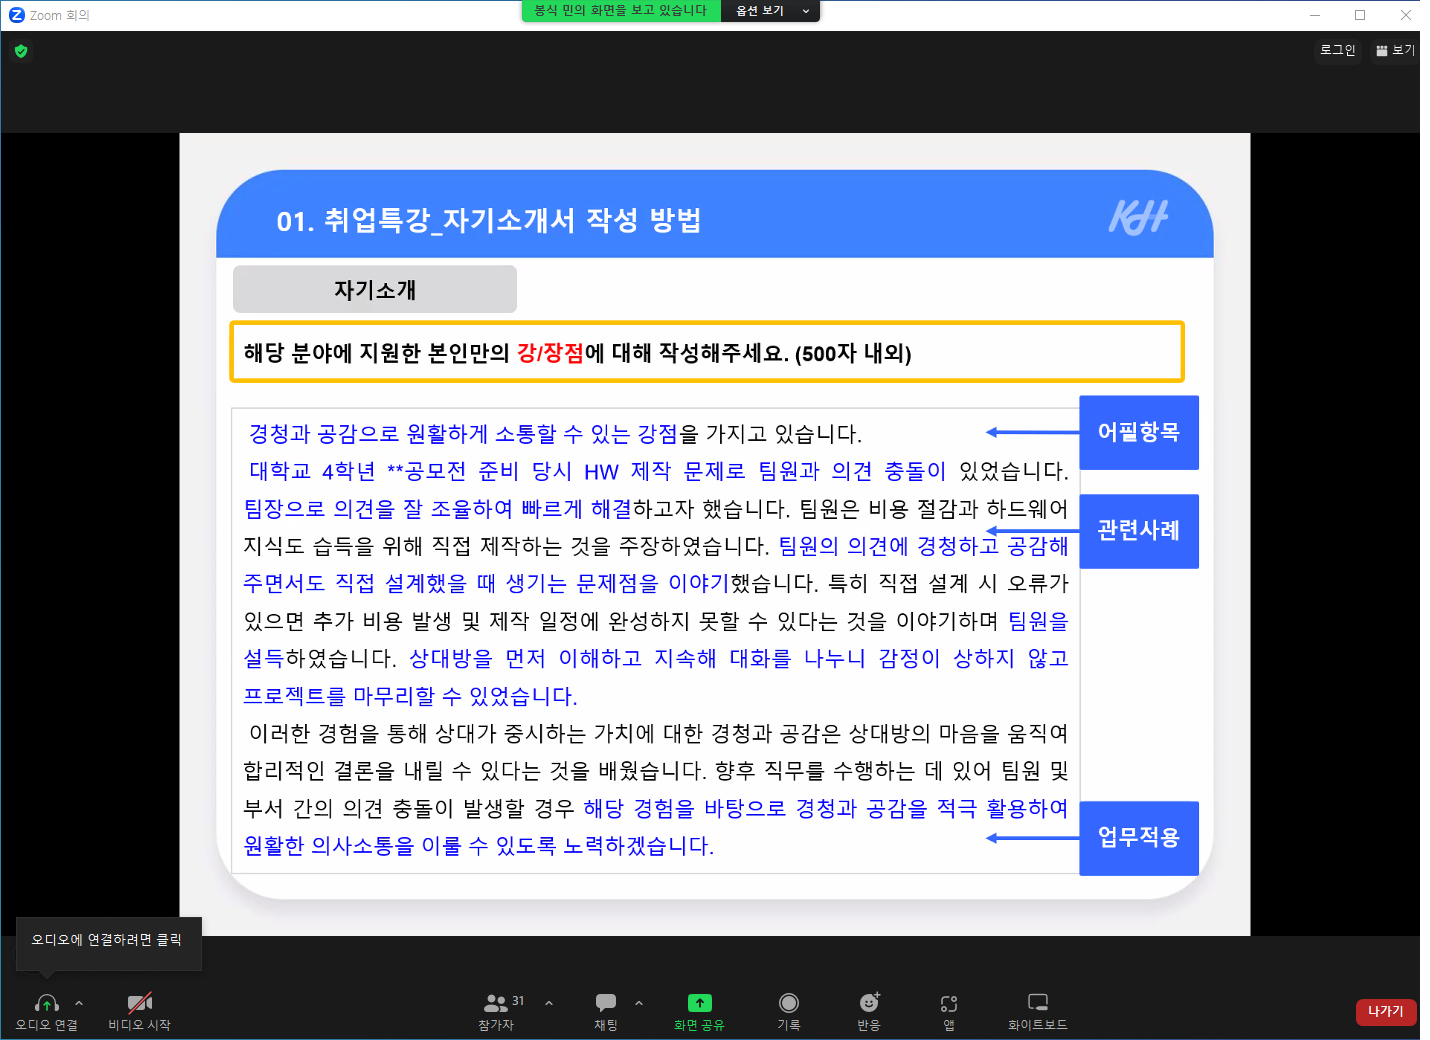 Zoom 회의
봉식 민의 화면을 보고 있습니다
옵션 보기
로그인
보기
01. 취업특강_자기소개서 작성 방법
KH
자기소개
해당 분야에 지원한 본인만의 강/장점에 대해 작성해주세요. (500자 내외)
경청과 공감으로 원활하게 소통할 수 있는 강점을 가지고 있습니다.
어필항목
대학교 4학년 **공모전 준비 당시 HW 제작 문제로 팀원과 의견 충돌이 있었습니다.
팀장으로 의견을 잘 조율하여 빠르게 해결하고자 했습니다. 팀원은 비용 절감과 하드웨어
관련사례
지식도 습득을 위해 직접 제작하는 것을 주장하였습니다. 팀원의 의견에 경청하고 공감해
주면서도 직접 설계했을 때 생기는 문제점을 이야기했습니다. 특히 직접 설계 시 오류가
있으면 추가 비용 발생 및 제작 일정에 완성하지 못할 수 있다는 것을 이야기하며 팀원을
설득하였습니다. 상대방을 먼저 이해하고 지속해 대화를 나누니 감정이 상하지 않고
프로젝트를 마무리할 수 있었습니다.
이러한 경험을 통해 상대가 중시하는 가치에 대한 경청과 공감은 상대방의 마음을 움직여
합리적인 결론을 내릴 수 있다는 것을 배웠습니다. 향후 직무를 수행하는 데 있어 팀원 및
부서 간의 의견 충돌이 발생할 경우 해당 경험을 바탕으로 경청과 공감을 적극 활용하여
원활한 의사소통을 이룰 수 있도록 노력하겠습니다.
업무적용
오디오에 연결하려면 클릭
오디오 연결
비디오 시작
31
참가자
채팅
화면 공유
기록
반응
앱
화이트보드
나가기